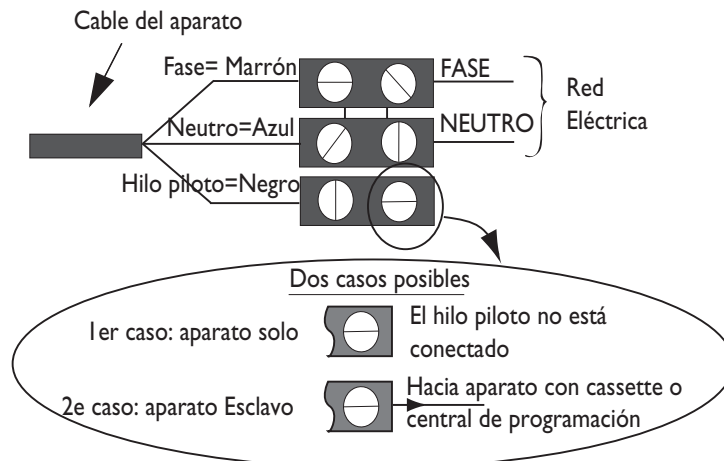 Cable del aparato
Fase= Marrón
FASE
Red
Eléctrica
Neutro=Azul
NEUTRO
Hilo piloto=Negro
Dos casos posibles
1er caso: aparato solo
El hilo piloto no está
conectado
2e caso: aparato Esclavo
Hacia aparato con cassette o
central de programación